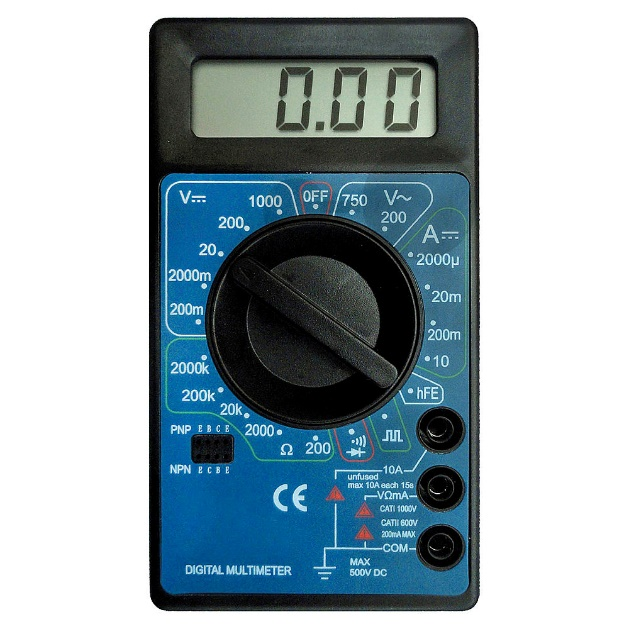 0.00
V⎓ 1000 OFF 750 V~
200 200
20 A⎓
2000m 2000µ
200m 20m
200m
2000k 10
200k hFE
20k
PNP E B C E 2000 Ω 200
NPN E C B E
10A
unfused
max 10A each 15s
VΩmA
CE CATI 1000V
CATII 600V
200mA MAX
COM
DIGITAL MULTIMETER MAX
500V DC